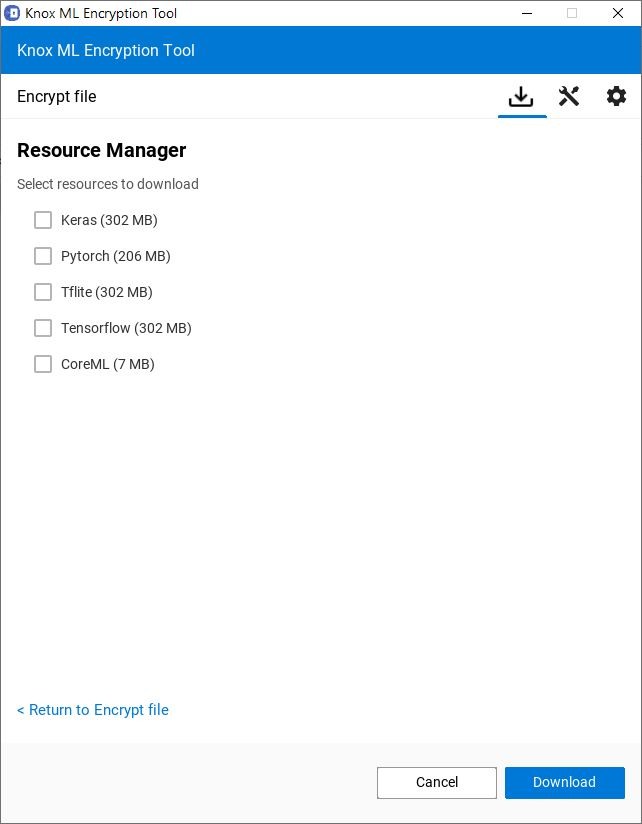 Knox ML Encryption Tool
Knox ML Encryption Tool
Encrypt file
Resource Manager
Select resources to download
Keras (302 MB)
Pytorch (206 MB)
Tflite (302 MB)
Tensorflow (302 MB)
CoreML (7 MB)
< Return to Encrypt file
Cancel
Download